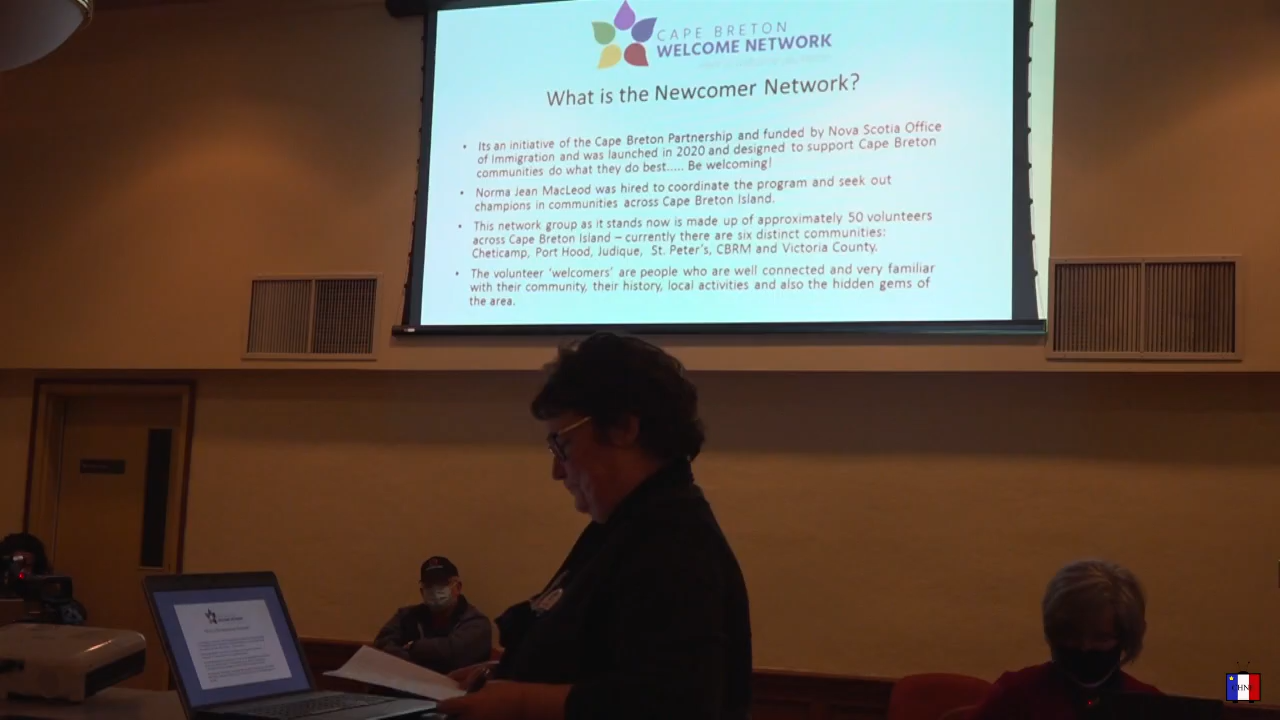 CAPE BRETON
WELCOME NETWORK
What is the Newcomer Network?
• Its an initiative of the Cape Breton Partnership and funded by Nova Scotia Office
of Immigration and was launched in 2020 and designed to support Cape Breton
communities do what they do best..... Be welcoming!
• Norma Jean MacLeod was hired to coordinate the program and seek out
champions in communities across Cape Breton Island.
• This network group as it stands now is made up of approximately 50 volunteers
across Cape Breton Island – currently there are six distinct communities:
Cheticamp, Port Hood, Judique, St. Peter's, CBRM and Victoria County.
• The volunteer 'welcomers' are people who are well connected and very familiar
with their community, their history, local activities and also the hidden gems of
the area.